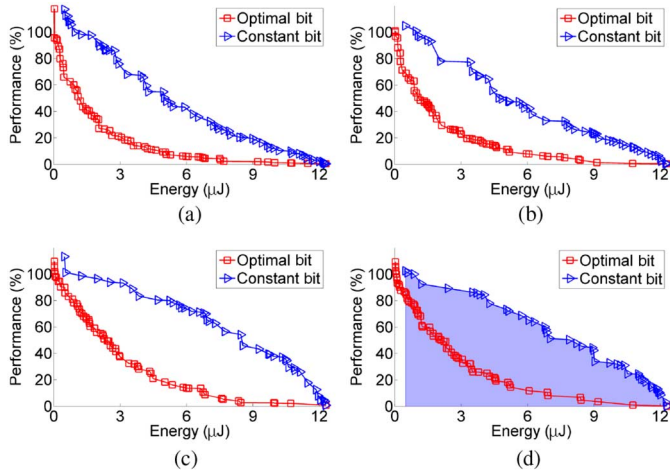 Optimal bit
Constant bit
Performance (%)
100
80
60
40
20
0
0 3 6 9 12
Energy (μJ)
(a)
Optimal bit
Constant bit
Performance (%)
100
80
60
40
20
0
0 3 6 9 12
Energy (μJ)
(b)
Optimal bit
Constant bit
Performance (%)
100
80
60
40
20
0
0 3 6 9 12
Energy (μJ)
(c)
Optimal bit
Constant bit
Performance (%)
100
80
60
40
20
0
0 3 6 9 12
Energy (μJ)
(d)